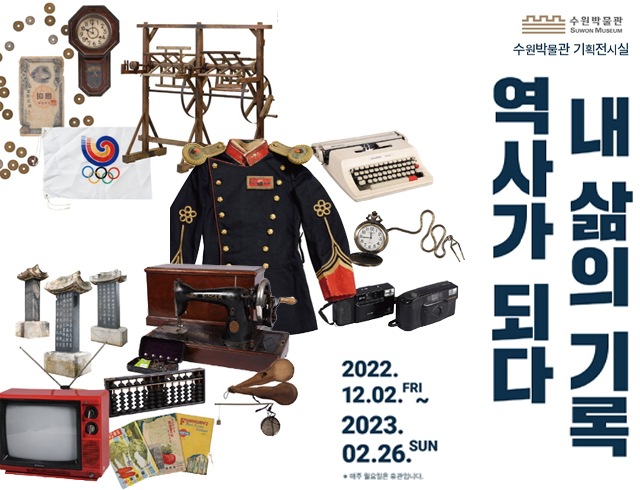 수원박물관
SUWON MUSEUM
수원박물관 기획전시실
내 삶의 기록
역사가 되다
2022.
12.02.FRI
~
2023.
02.26.SUN
* 매주 월요일은 휴관입니다.